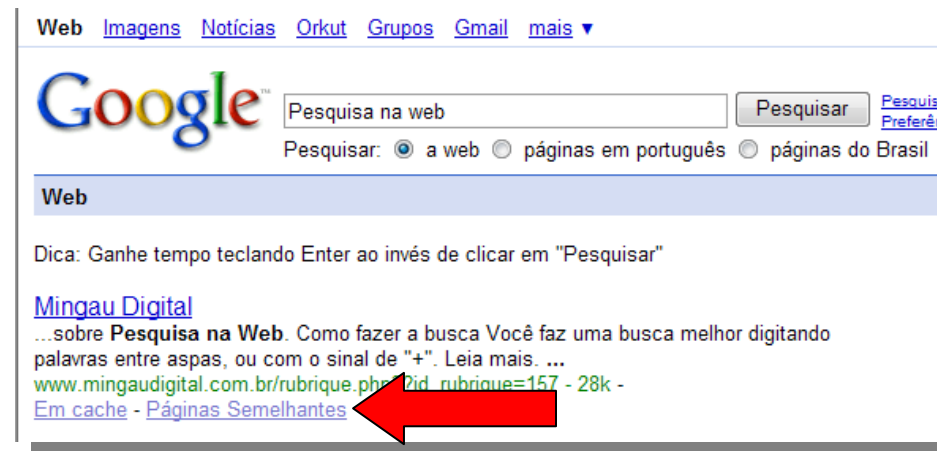 Web Imagens Notícias Orkut Grupos Gmail mais ▼
Google™ Pesquisa na web Pesquisar
Pesquisar: a web páginas em português páginas do Brasil
Web
Dica: Ganhe tempo teclando Enter ao invés de clicar em "Pesquisar"
Mingau Digital
...sobre Pesquisa na Web. Como fazer a busca Você faz uma busca melhor digitando
palavras entre aspas, ou com o sinal de "+". Leia mais. ...
www.mingaudigital.com.br/rubrique.php?id_rubrique=157 - 28k -
Em cache - Páginas Semelhantes